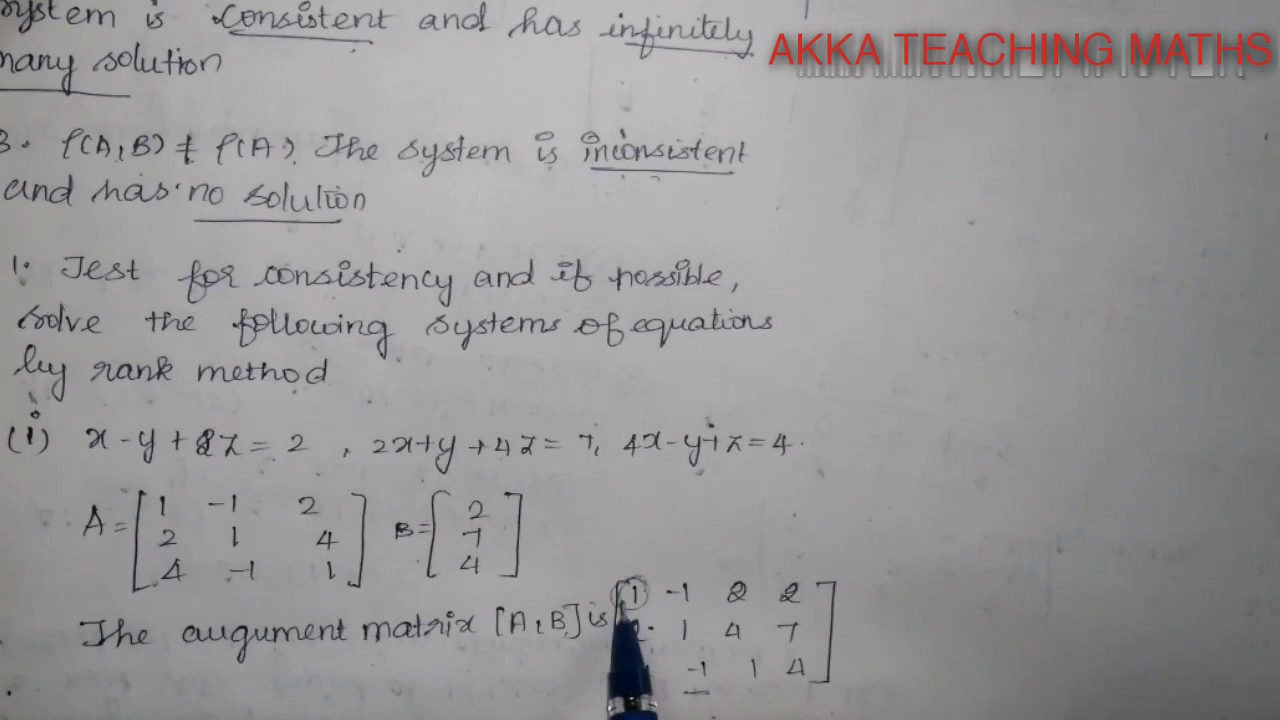 system is consistent and has infinitely
many solution
AKKA TEACHING MATHS
3. ρ(A,B) ≠ ρ(A), The system is inconsistent
and has no solution
1. Test for consistency and if possible,
solve the following systems of equations
by rank method
(i) x-y+2z=2, 2x+y+4z=7, 4x-y+z=4.
A=[1 -1 2 B=[2
2 1 4 7
4 -1 1] 4]
The augument matrix [A,B] is [1 -1 2 2
2 1 4 7
-1 1 4]